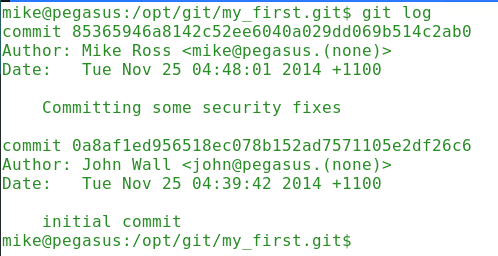 mike@pegasus:/opt/git/my_first.git$ git log
commit 85365946a8142c52ee6040a029dd069b514c2ab0
Author: Mike Ross <mike@pegasus.(none)>
Date:   Tue Nov 25 04:48:01 2014 +1100
    Committing some security fixes
commit 0a8af1ed956518ec078b152ad7571105e2df26c6
Author: John Wall <john@pegasus.(none)>
Date:   Tue Nov 25 04:39:42 2014 +1100
    initial commit
mike@pegasus:/opt/git/my_first.git$